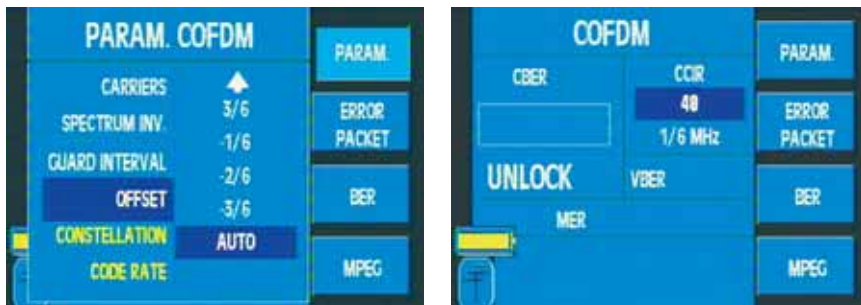 PARAM. COFDM
CARRIERS
SPECTRUM INV.
GUARD INTERVAL
OFFSET
CONSTELLATION
CODE RATE
3/6
-1/6
-2/6
-3/6
AUTO
PARAM.
ERROR
PACKET
BER
MPEG
COFDM
CBER
CCIR
48
1/6 MHz
UNLOCK
VBER
MER
PARAM.
ERROR
PACKET
BER
MPEG